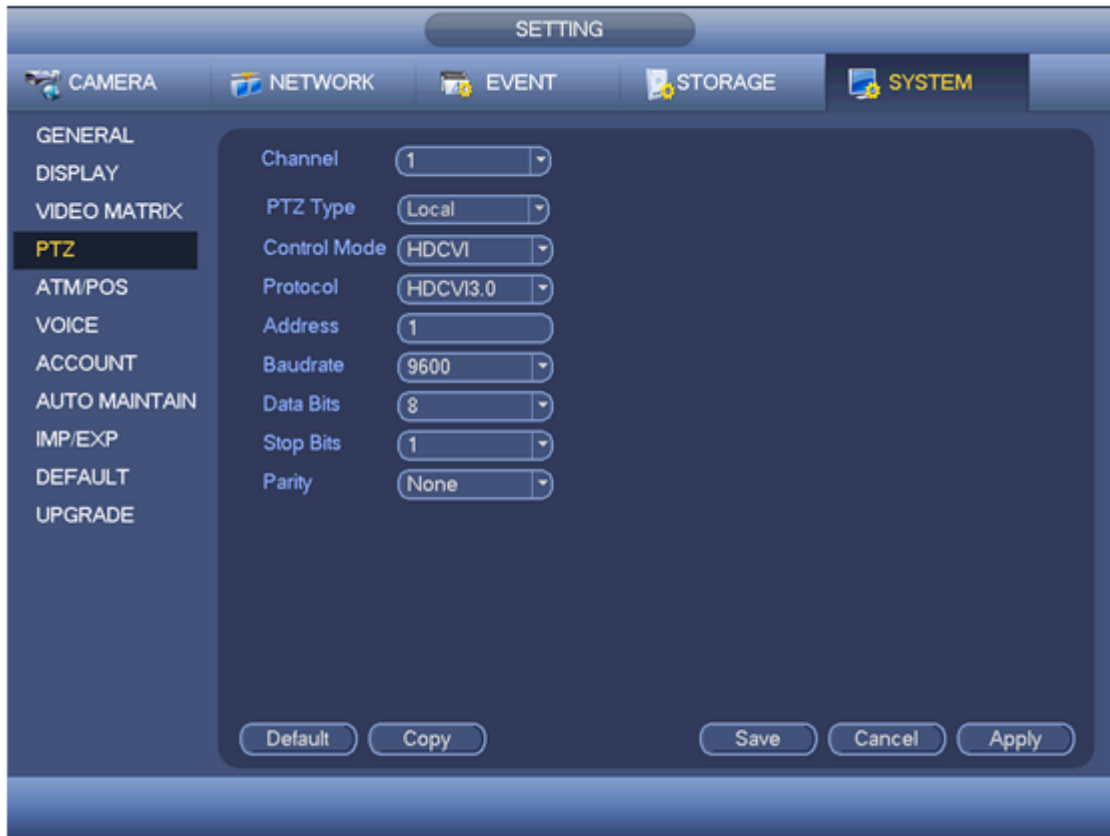 SETTING
CAMERA NETWORK EVENT STORAGE SYSTEM
GENERAL
DISPLAY
VIDEO MATRIX
PTZ
ATM/POS
VOICE
ACCOUNT
AUTO MAINTAIN
IMP/EXP
DEFAULT
UPGRADE
Channel 1
PTZ Type Local
Control Mode HDCVI
Protocol HDCVI3.0
Address 1
Baudrate 9600
Data Bits 8
Stop Bits 1
Parity None
Default Copy Save Cancel Apply